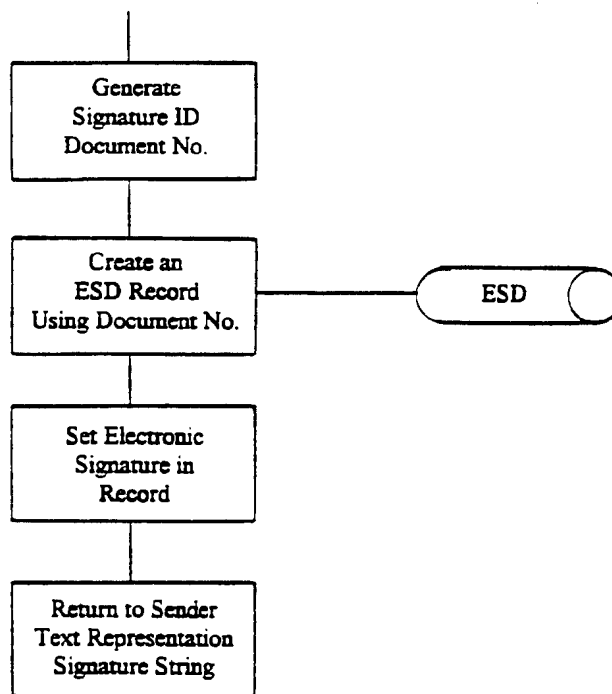 Generate
Signature ID
Document No.
Create an
ESD Record
Using Document No.
ESD
Set Electronic
Signature in
Record
Return to Sender
Text Representation
Signature String